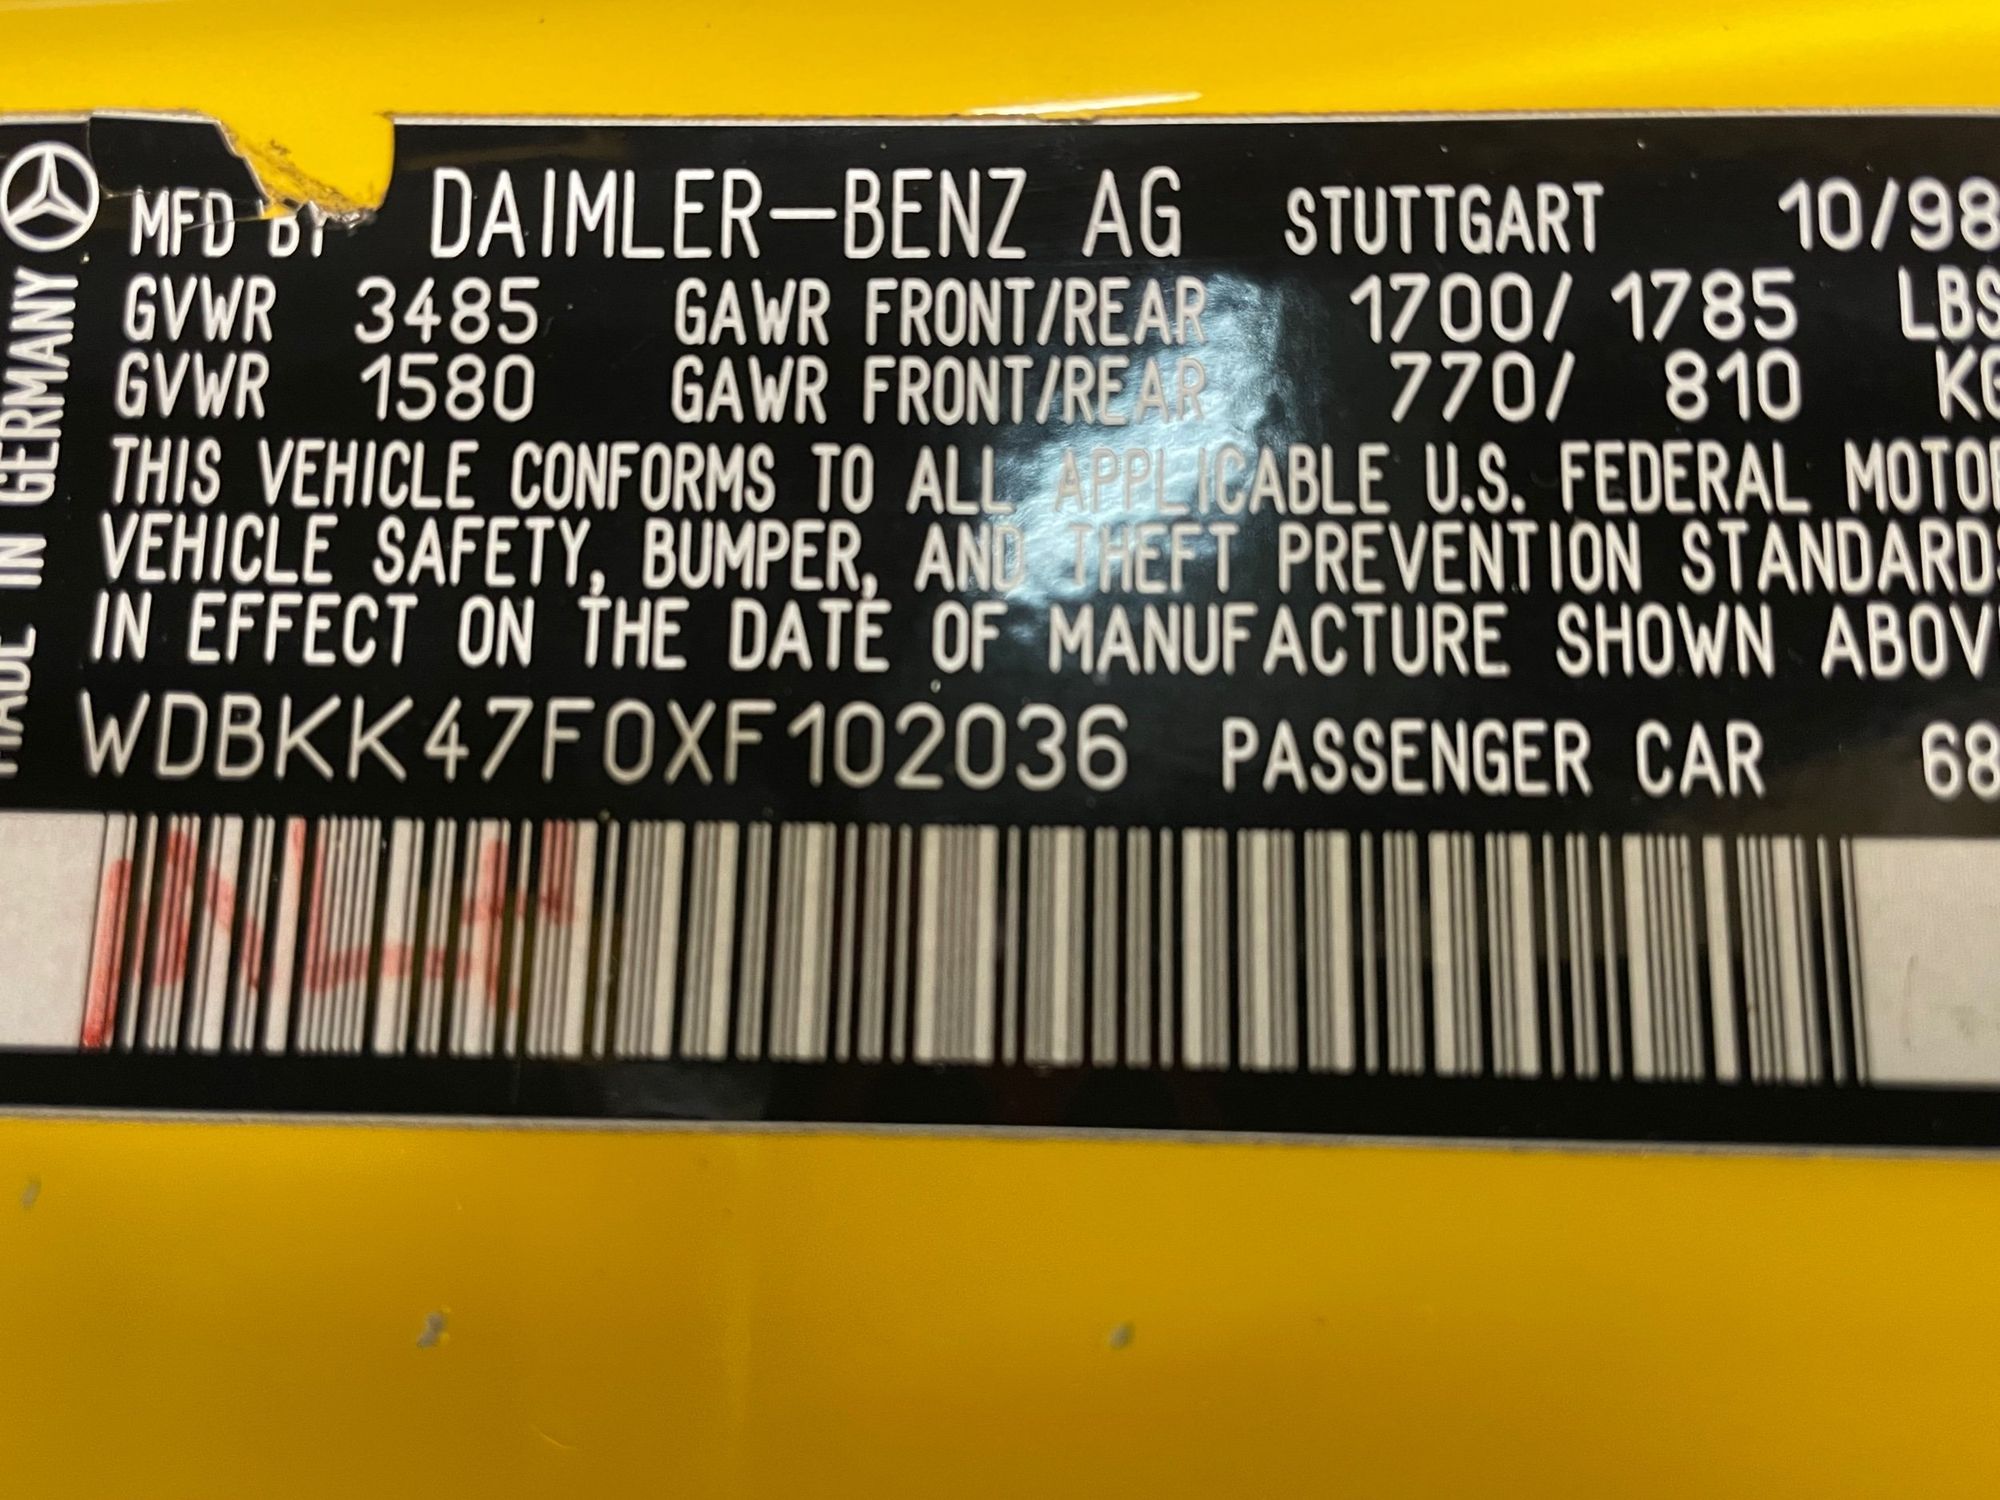 MFD BY DAIMLER-BENZ AG STUTTGART 10/98
GVWR 3485 GAWR FRONT/REAR 1700/ 1785 LBS
GVWR 1580 GAWR FRONT/REAR 770/ 810 KG
THIS VEHICLE CONFORMS TO ALL APPLICABLE U.S. FEDERAL MOTOR
VEHICLE SAFETY, BUMPER, AND THEFT PREVENTION STANDARDS
IN EFFECT ON THE DATE OF MANUFACTURE SHOWN ABOVE
WDBKK47F0XF102036 PASSENGER CAR 68
MADE IN GERMANY